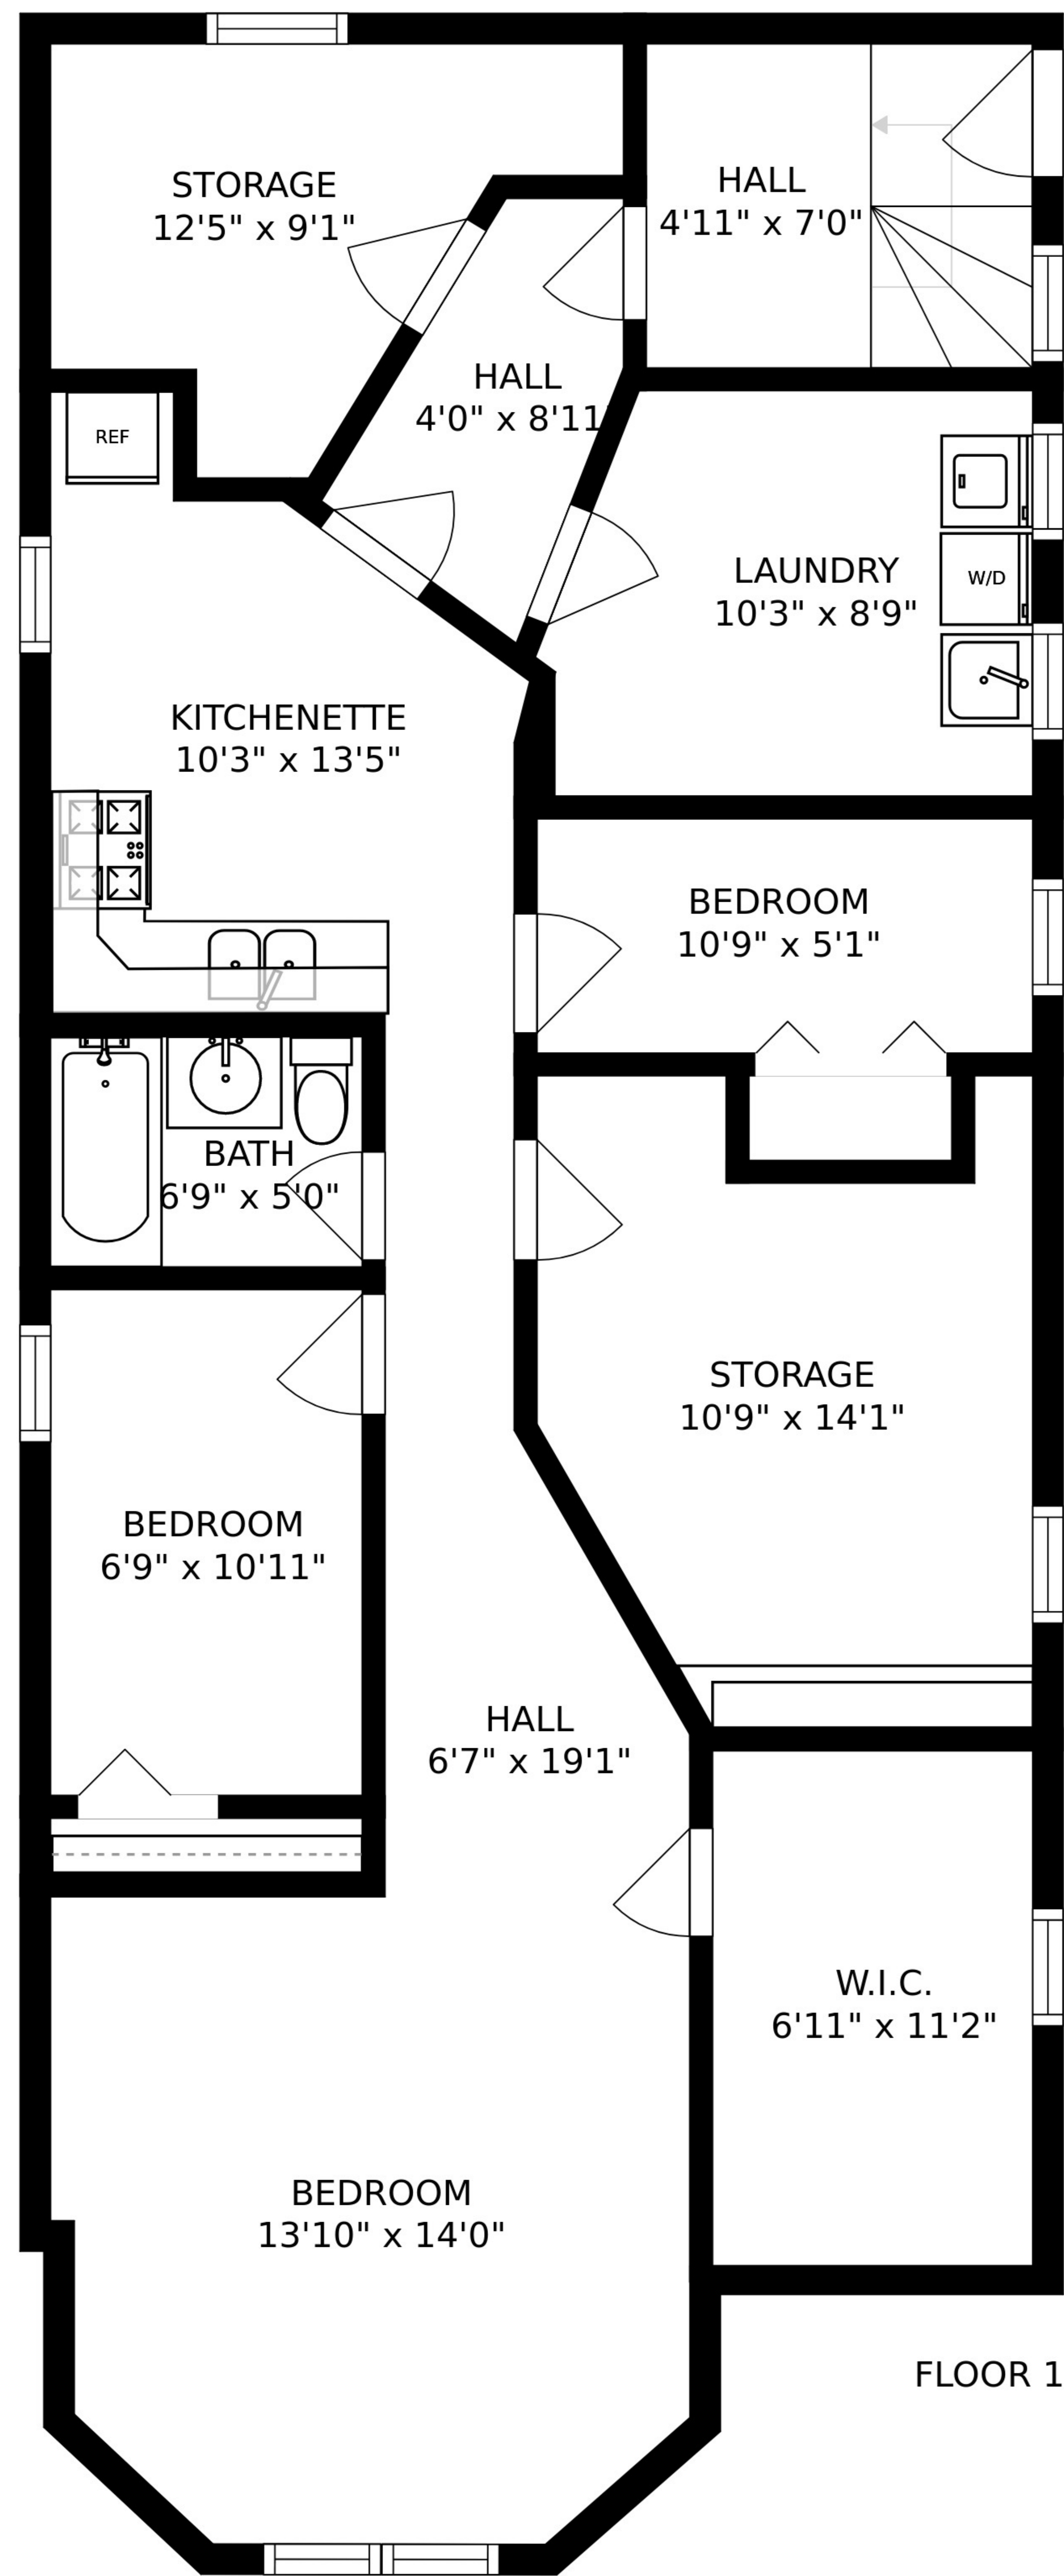 STORAGE
12'5" x 9'1"
HALL
4'11" x 7'0"
HALL
4'0" x 8'11
REF
LAUNDRY
10'3" x 8'9"
W/D
KITCHENETTE
10'3" x 13'5"
BEDROOM
10'9" x 5'1"
BATH
6'9" x 5'0"
STORAGE
10'9" x 14'1"
BEDROOM
6'9" x 10'11"
HALL
6'7" x 19'1"
W.I.C.
6'11" x 11'2"
BEDROOM
13'10" x 14'0"
FLOOR 1